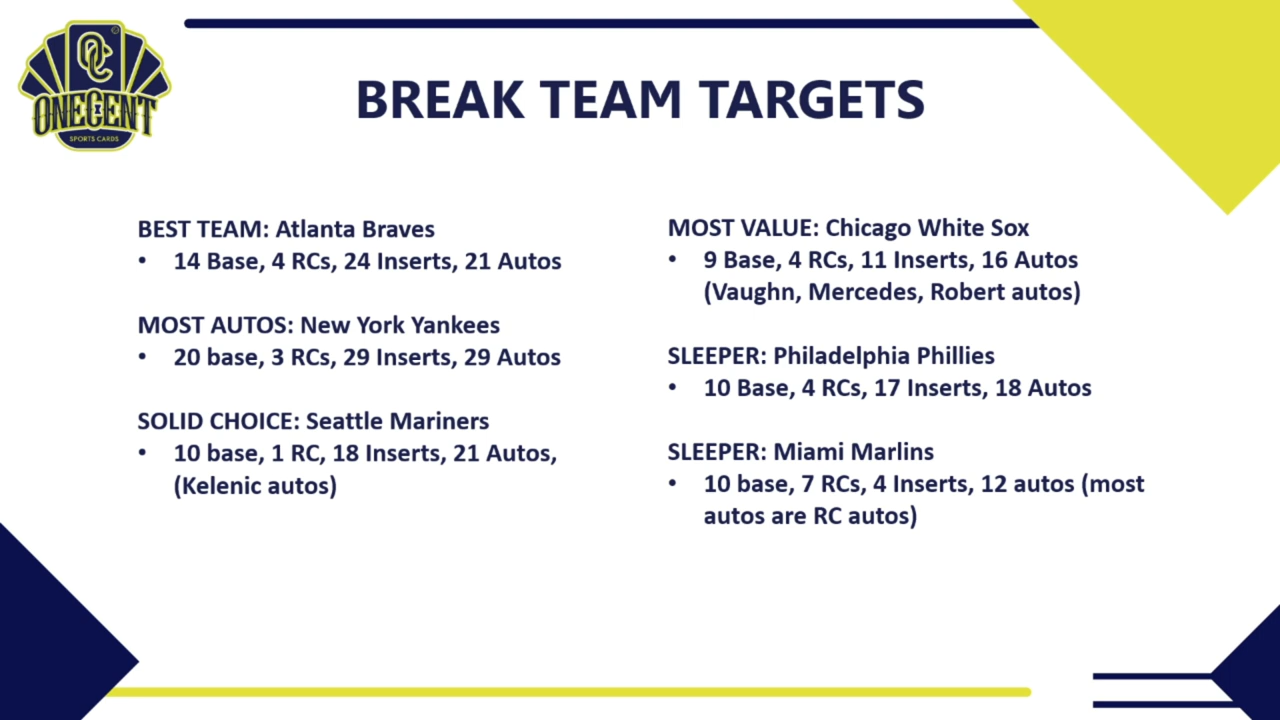 OC
ONECENT
SPORTS CARDS
BREAK TEAM TARGETS
BEST TEAM: Atlanta Braves
• 14 Base, 4 RCs, 24 Inserts, 21 Autos
MOST AUTOS: New York Yankees
• 20 base, 3 RCs, 29 Inserts, 29 Autos
SOLID CHOICE: Seattle Mariners
• 10 base, 1 RC, 18 Inserts, 21 Autos,
(Kelenic autos)
MOST VALUE: Chicago White Sox
• 9 Base, 4 RCs, 11 Inserts, 16 Autos
(Vaughn, Mercedes, Robert autos)
SLEEPER: Philadelphia Phillies
• 10 Base, 4 RCs, 17 Inserts, 18 Autos
SLEEPER: Miami Marlins
• 10 base, 7 RCs, 4 Inserts, 12 autos (most
autos are RC autos)